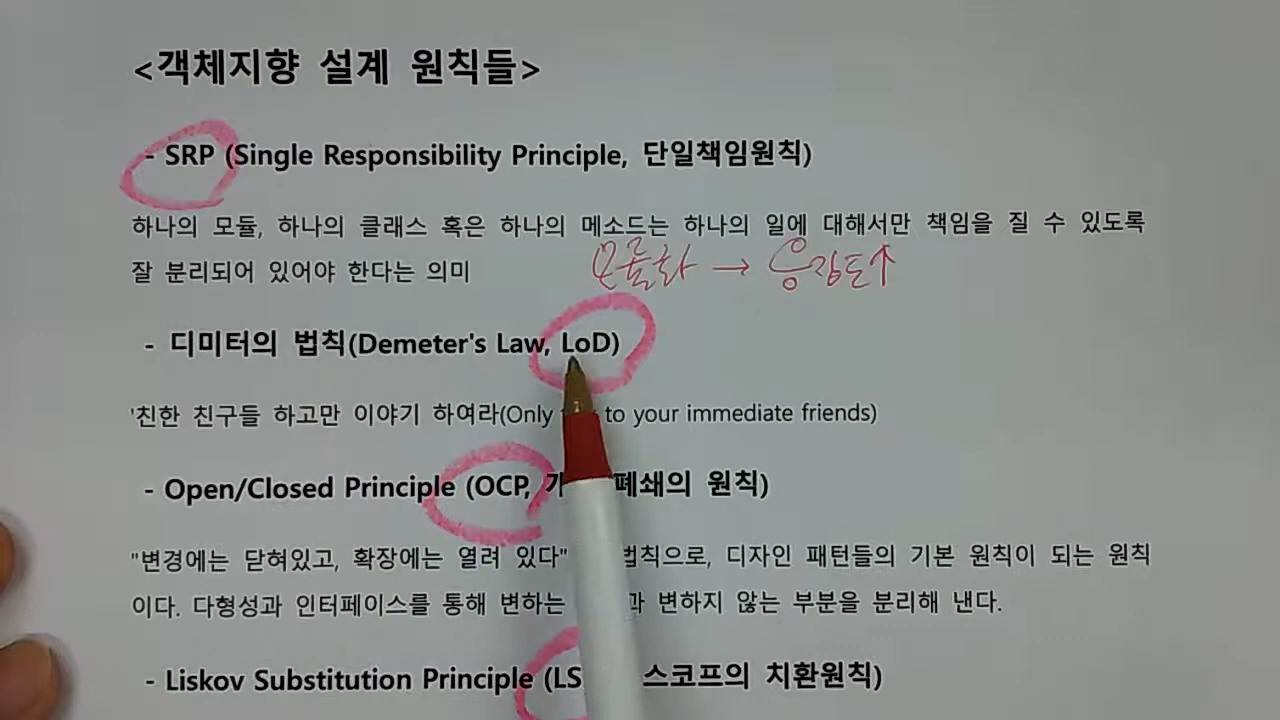 <객체지향 설계 원칙들>
- SRP (Single Responsibility Principle, 단일책임원칙)
하나의 모듈, 하나의 클래스 혹은 하나의 메소드는 하나의 일에 대해서만 책임을 질 수 있도록
모듈화 → 응집도↑
잘 분리되어 있어야 한다는 의미
- 디미터의 법칙(Demeter's Law, LoD)
'친한 친구들 하고만 이야기 하여라(Only to your immediate friends)
- Open/Closed Principle (OCP, 폐쇄의 원칙)
"변경에는 닫혀있고, 확장에는 열려 있다" 법칙으로, 디자인 패턴들의 기본 원칙이 되는 원칙
이다. 다형성과 인터페이스를 통해 변하는 변하지 않는 부분을 분리해 낸다.
- Liskov Substitution Principle (LS 스코프의 치환원칙)